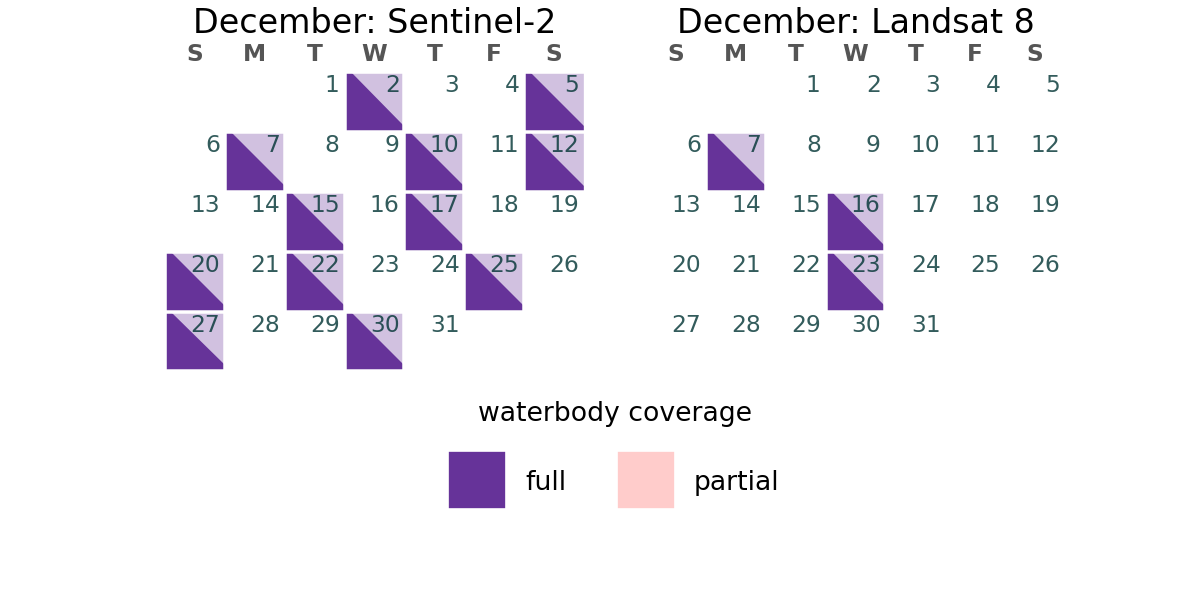 December: Sentinel-2
S M T W T F S
1 2 3 4 5
6 7 8 9 10 11 12
13 14 15 16 17 18 19
20 21 22 23 24 25 26
27 28 29 30 31
December: Landsat 8
S M T W T F S
1 2 3 4 5
6 7 8 9 10 11 12
13 14 15 16 17 18 19
20 21 22 23 24 25 26
27 28 29 30 31
waterbody coverage
full partial